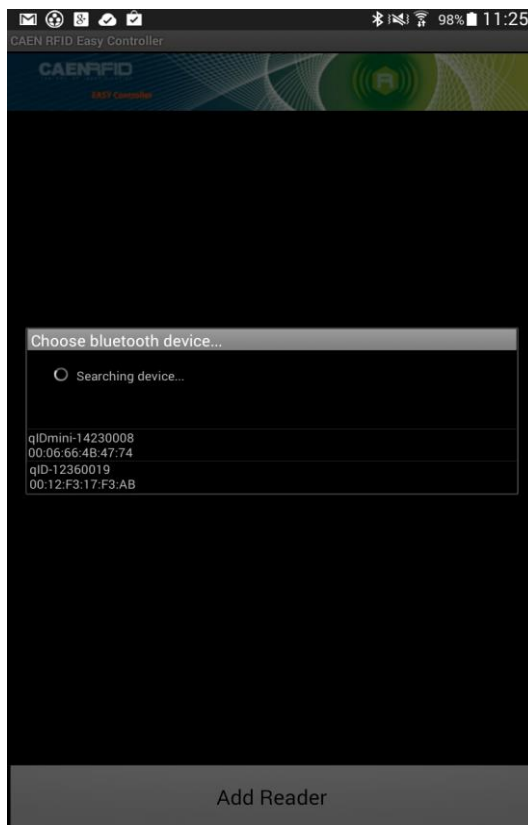 98% 11:25
CAEN RFID Easy Controller
CAENRFID
EASY Controller
Choose bluetooth device...
Searching device...
qIDmini-14230008
00:06:66:4B:47:74
qID-12360019
00:12:F3:17:F3:AB
Add Reader